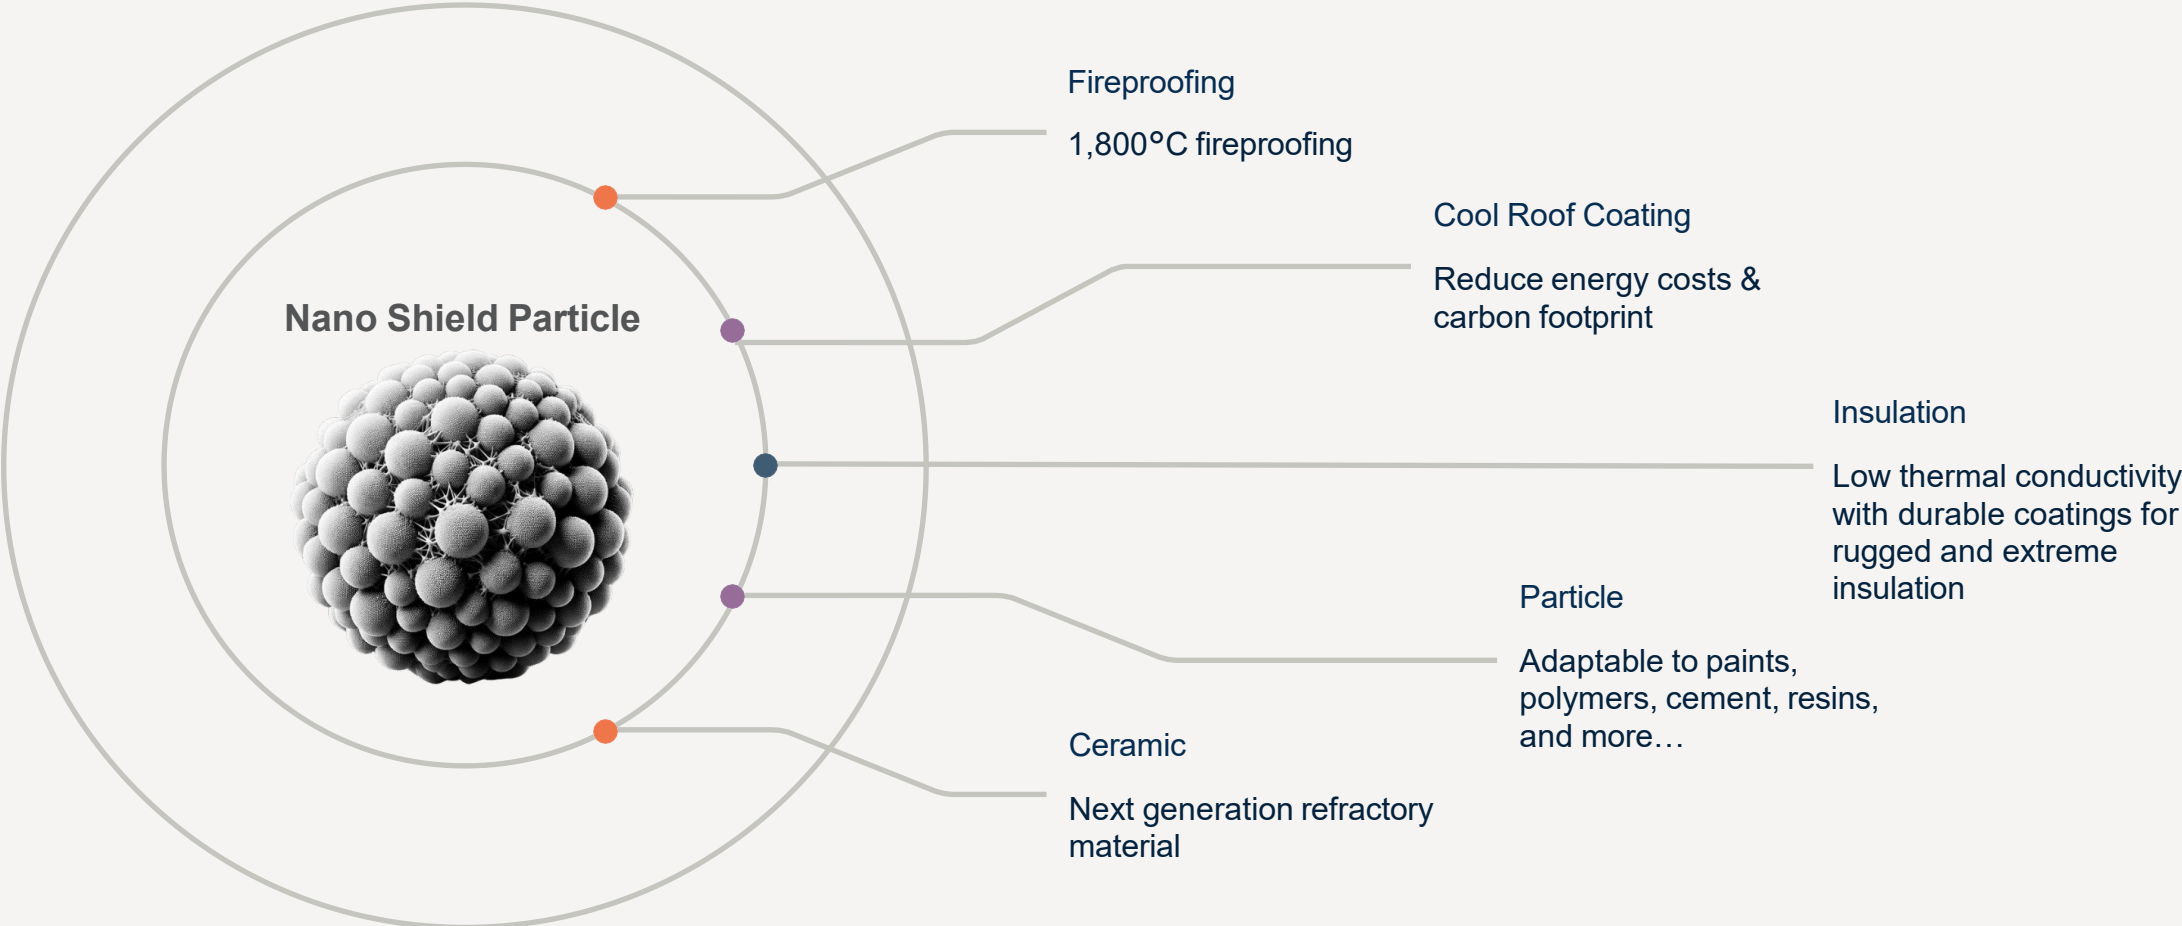 Fireproofing
1,800°C fireproofing
Cool Roof Coating
Reduce energy costs &
carbon footprint
Nano Shield Particle
Insulation
Low thermal conductivity
with durable coatings for
rugged and extreme
insulation
Particle
Adaptable to paints,
polymers, cement, resins,
and more…
Ceramic
Next generation refractory
material